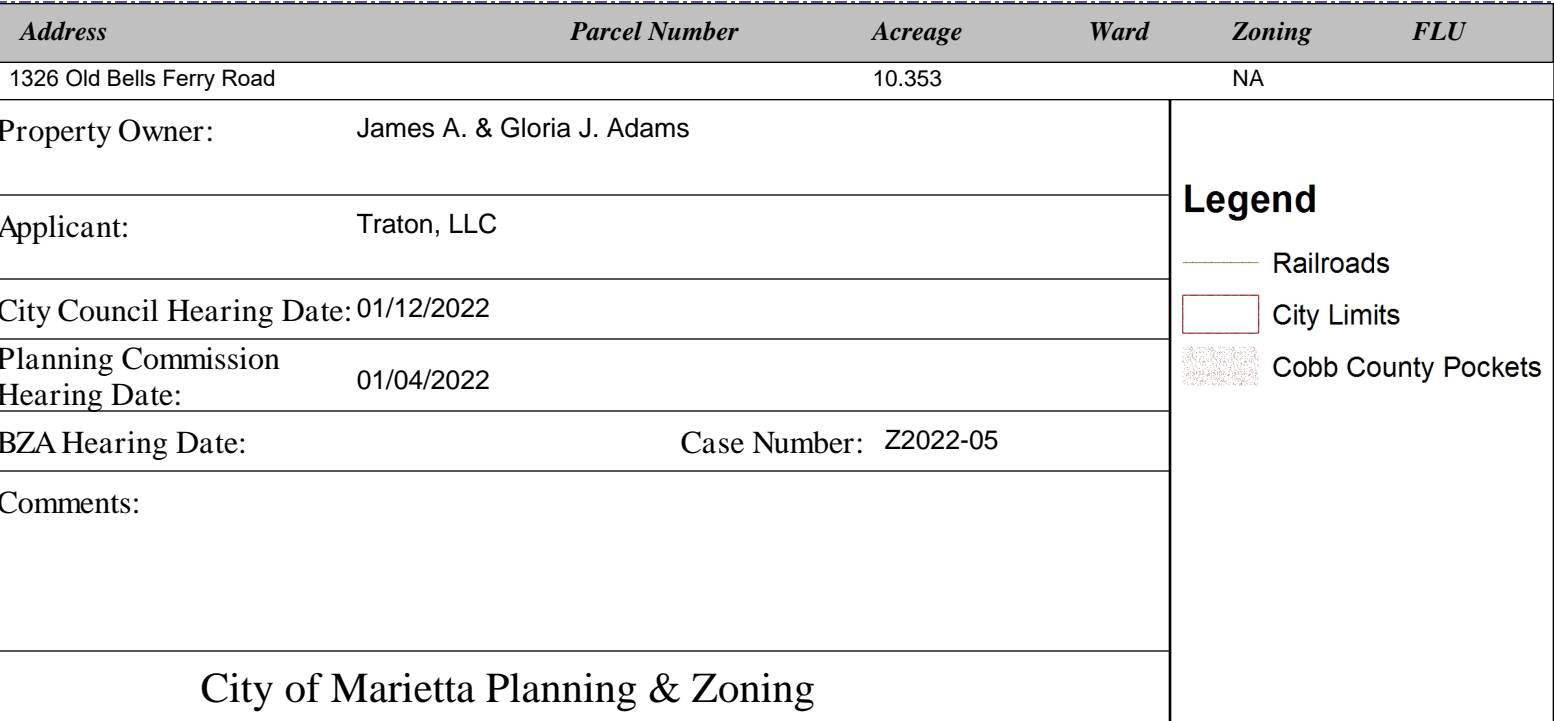 Address Parcel Number Acreage Ward Zoning FLU
1326 Old Bells Ferry Road 10.353 NA
Property Owner: James A. & Gloria J. Adams
Applicant: Traton, LLC
City Council Hearing Date: 01/12/2022
Planning Commission
Hearing Date: 01/04/2022
BZA Hearing Date: Case Number: Z2022-05
Comments:
City of Marietta Planning & Zoning
Legend
Railroads
City Limits
Cobb County Pockets